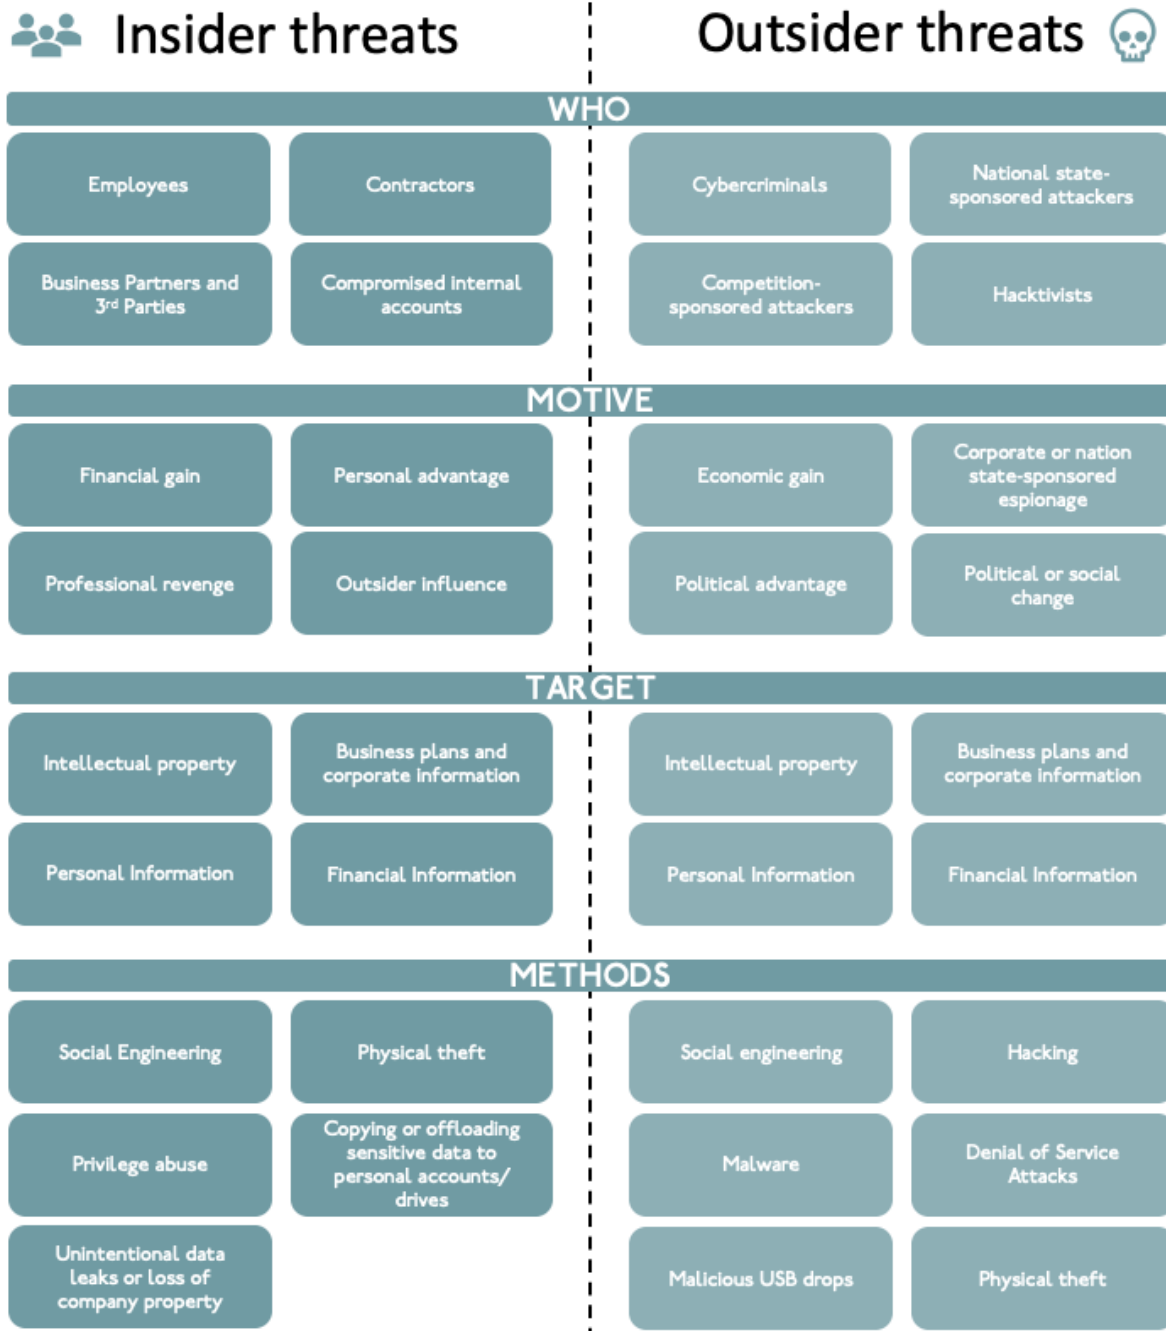 Insider threats
Outsider threats
WHO
Employees
Contractors
Cybercriminals
National state-
sponsored attackers
Business Partners and
3rd Parties
Compromised internal
accounts
Competition-
sponsored attackers
Hacktivists
MOTIVE
Financial gain
Personal advantage
Economic gain
Corporate or nation
state-sponsored
espionage
Professional revenge
Outsider influence
Political advantage
Political or social
change
TARGET
Intellectual property
Business plans and
corporate information
Intellectual property
Business plans and
corporate information
Personal Information
Financial Information
Personal Information
Financial Information
METHODS
Social Engineering
Physical theft
Social engineering
Hacking
Privilege abuse
Copying or offloading
sensitive data to
personal accounts/
drives
Malware
Denial of Service
Attacks
Unintentional data
leaks or loss of
company property
Malicious USB drops
Physical theft